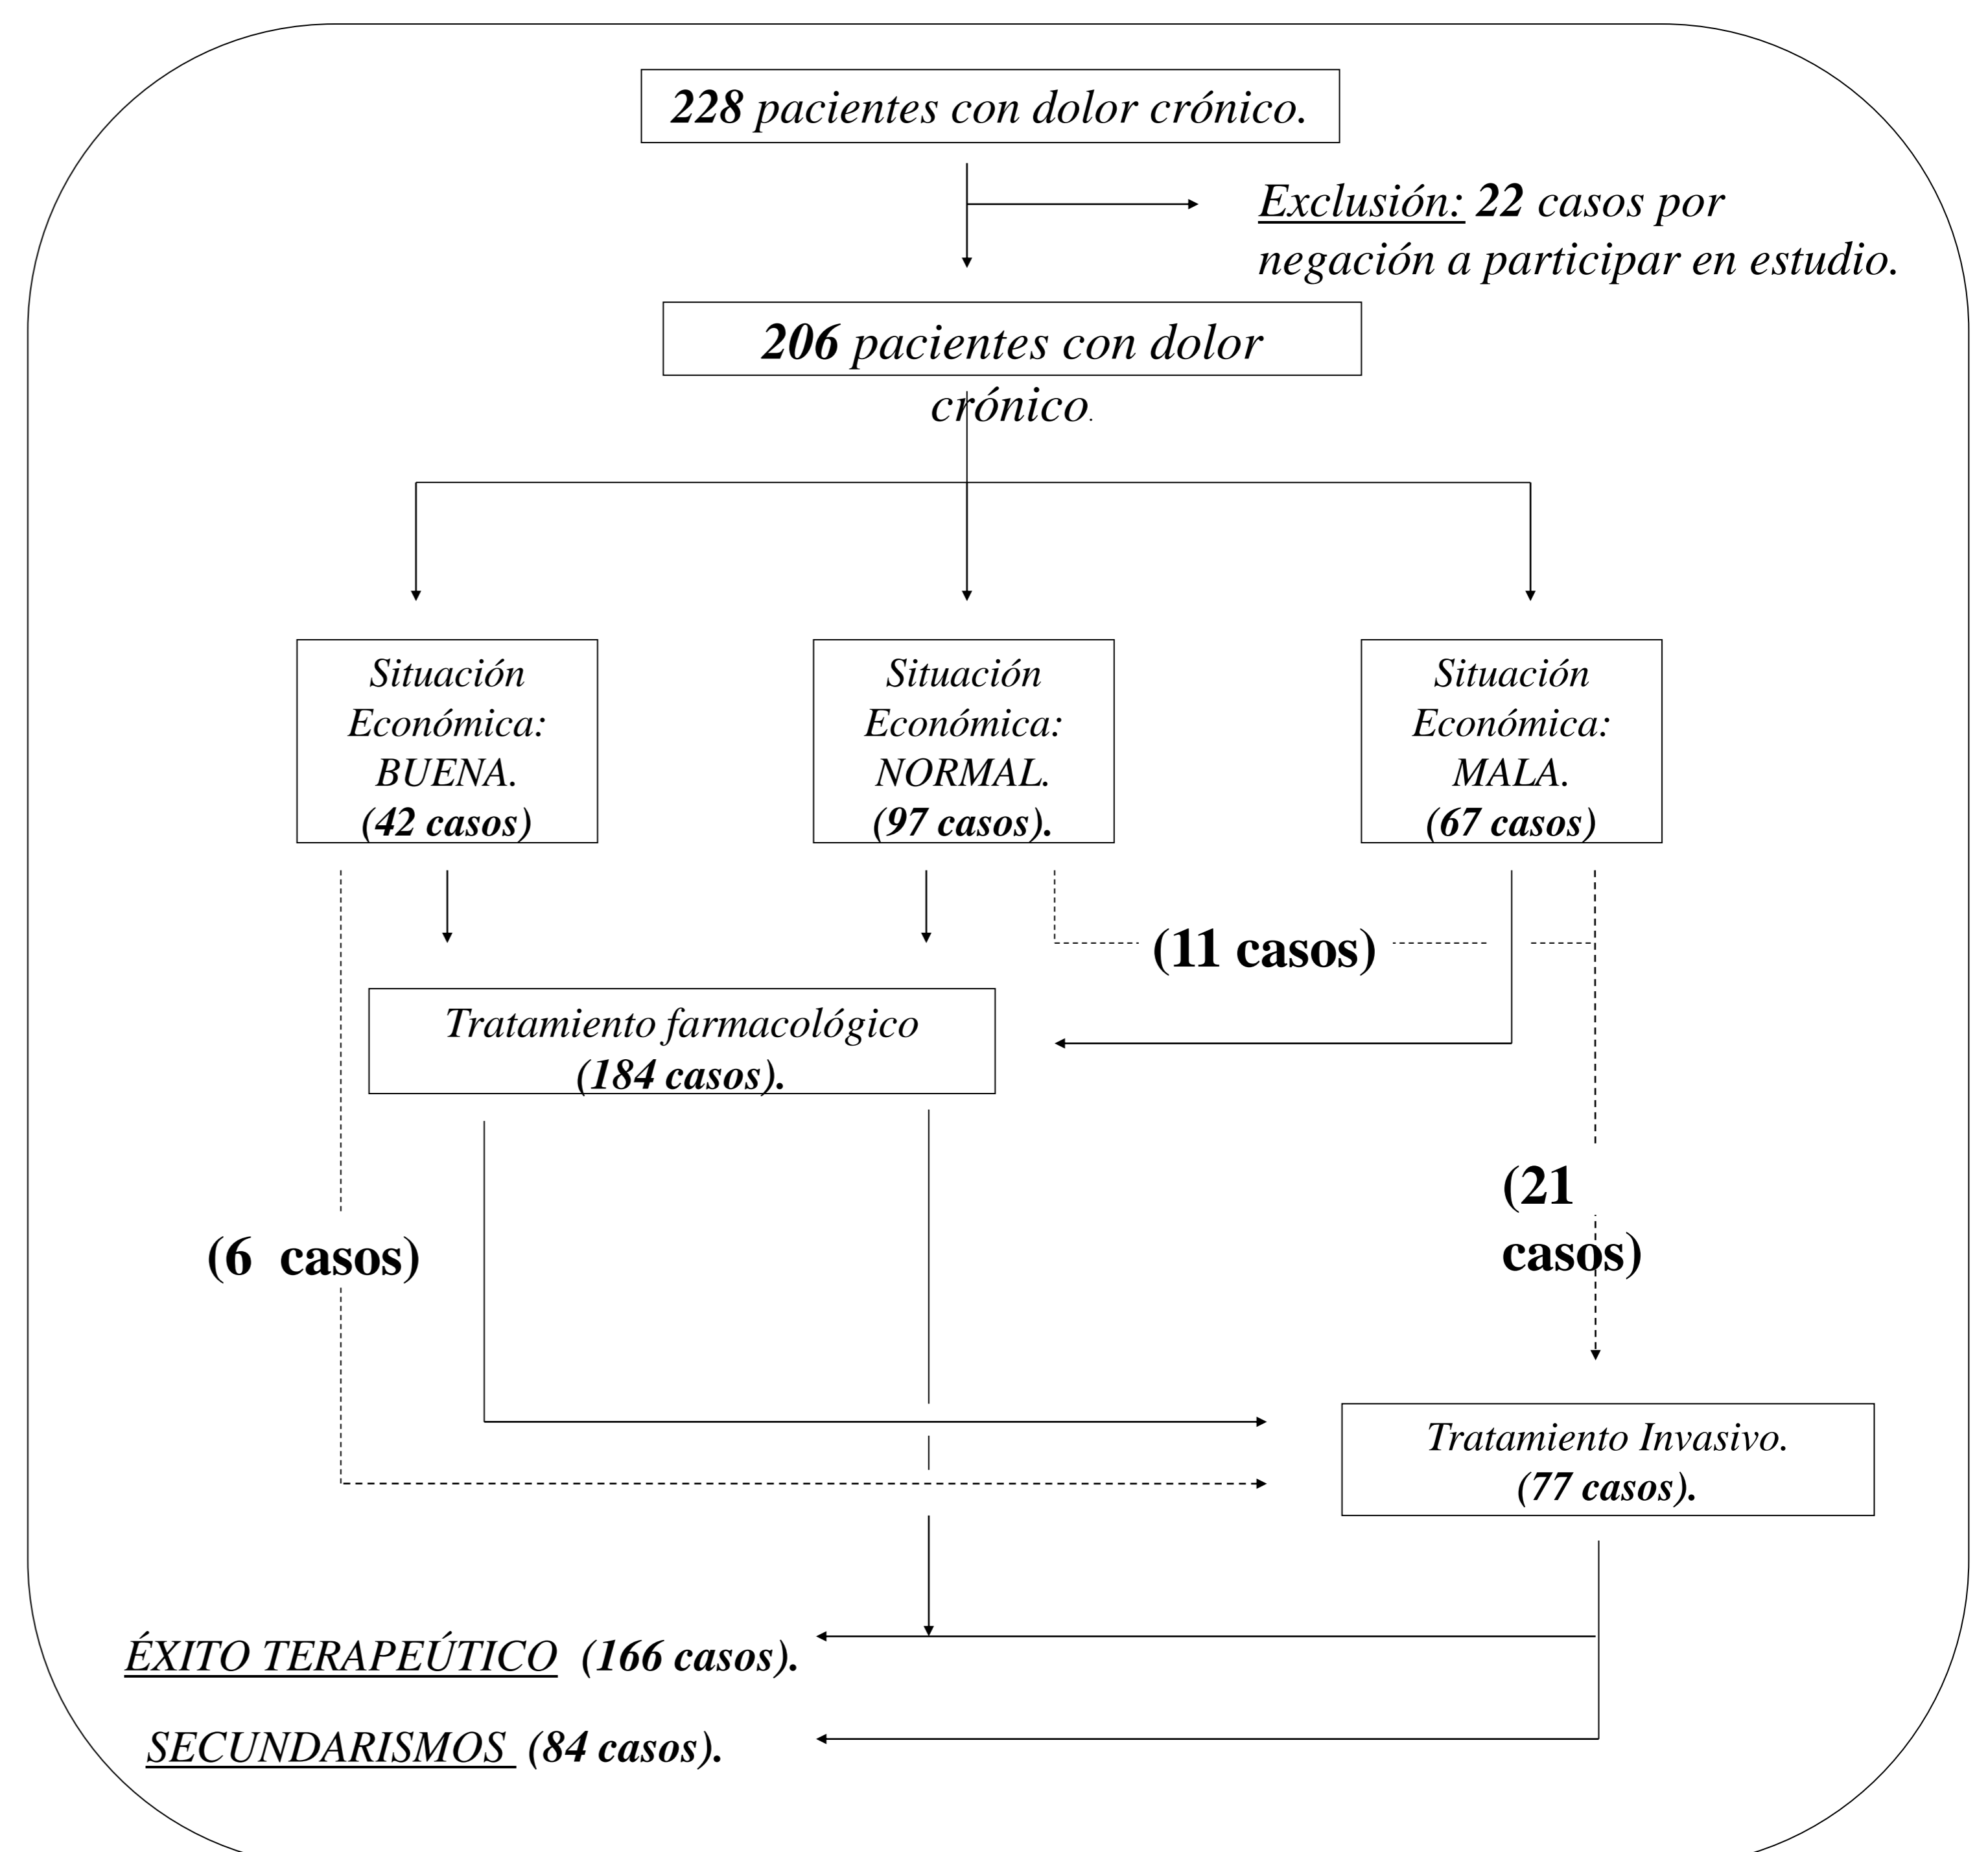 228 pacientes con dolor crónico.
Exclusión: 22 casos por
negación a participar en estudio.
206 pacientes con dolor
crónico.
Situación
Económica:
BUENA.
(42 casos)
Situación
Económica:
NORMAL.
(97 casos).
Situación
Económica:
MALA.
(67 casos)
(11 casos)
Tratamiento farmacológico
(184 casos).
(21
casos)
(6 casos)
Tratamiento Invasivo.
(77 casos).
ÉXITO TERAPEÚTICO (166 casos).
SECUNDARISMOS (84 casos).